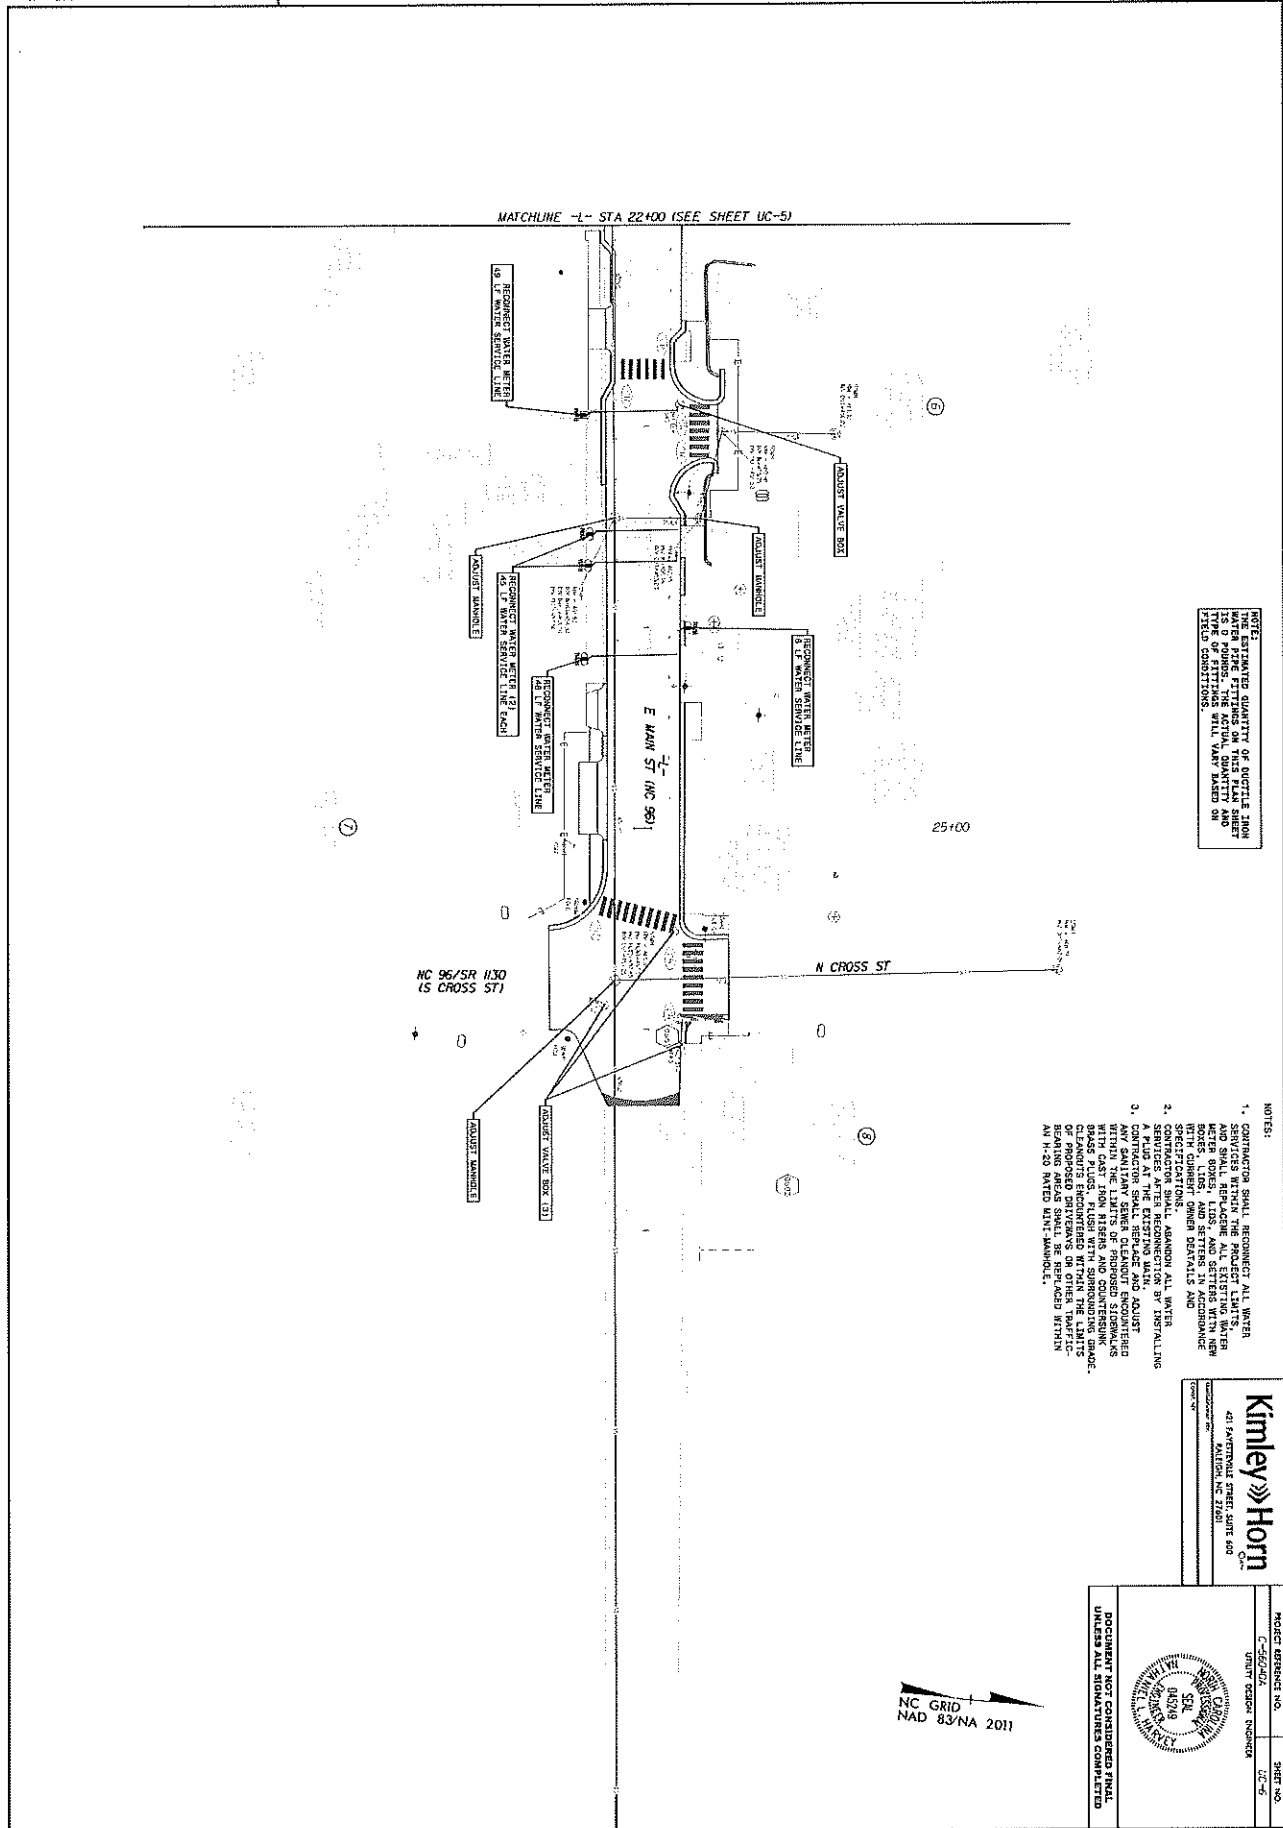 MATCHLINE -L- STA 22+00 (SEE SHEET UC-5)
RECONNECT WATER METER
49 LF WATER SERVICE LINE
ADJUST VALVE BOX
6
ADJUST MANHOLE
ADJUST MANHOLE
RECONNECT WATER METER (2)
45 LF WATER SERVICE LINE EACH
RECONNECT WATER METER
6 LF WATER SERVICE LINE
RECONNECT WATER METER
48 LF WATER SERVICE LINE
-L-
E MAIN ST (NC 96)
7
25+00
NC 96/SR 1130
(S CROSS ST)
N CROSS ST
ADJUST VALVE BOX (3)
ADJUST MANHOLE
8
NOTE:
THE ESTIMATED QUANTITY OF DUCTILE IRON
WATER PIPE FITTINGS ON THIS PLAN SHEET
IS 0 POUNDS. THE ACTUAL QUANTITY AND
TYPE OF FITTINGS WILL VARY BASED ON
FIELD CONDITIONS.
NOTES:
1. CONTRACTOR SHALL RECONNECT ALL WATER
SERVICES WITHIN THE PROJECT LIMITS,
AND SHALL REPLACEME ALL EXISTING WATER
METER BOXES, LIDS, AND SETTERS WITH NEW
BOXES, LIDS, AND SETTERS IN ACCORDANCE
WITH CURRENT OWNER DEATAILS AND
SPECIFICATIONS.
2. CONTRACTOR SHALL ABANDON ALL WATER
SERVICES AFTER RECONNECTION BY INSTALLING
A PLUG AT THE EXISTING MAIN.
3. CONTRACTOR SHALL REPLACE AND ADJUST
ANY SANITARY SEWER CLEANOUT ENCOUNTERED
WITHIN THE LIMITS OF PROPOSED SIDEWALKS
WITH CAST IRON RISERS AND COUNTERSUNK
BRASS PLUGS, FLUSH WITH SURROUNDING GRADE.
CLEANOUTS ENCOUNTERED WITHIN THE LIMITS
OF PROPOSED DRIVEWAYS OR OTHER TRAFFIC-
BEARING AREAS SHALL BE REPLACED WITHIN
AN H-20 RATED MINI-MANHOLE.
Kimley»Horn
421 FAYETTEVILLE STREET, SUITE 600
RALEIGH, NC 27601
PROJECT REFERENCE NO.
SHEET NO.
C-5604OA
UC-6
UTILITY DESIGN ENGINEER
NORTH CAROLINA
PROFESSIONAL
SEAL
045249
ENGINEER
NATHANIEL L. HARVEY
DOCUMENT NOT CONSIDERED FINAL
UNLESS ALL SIGNATURES COMPLETED
NC GRID
NAD 83/NA 2011